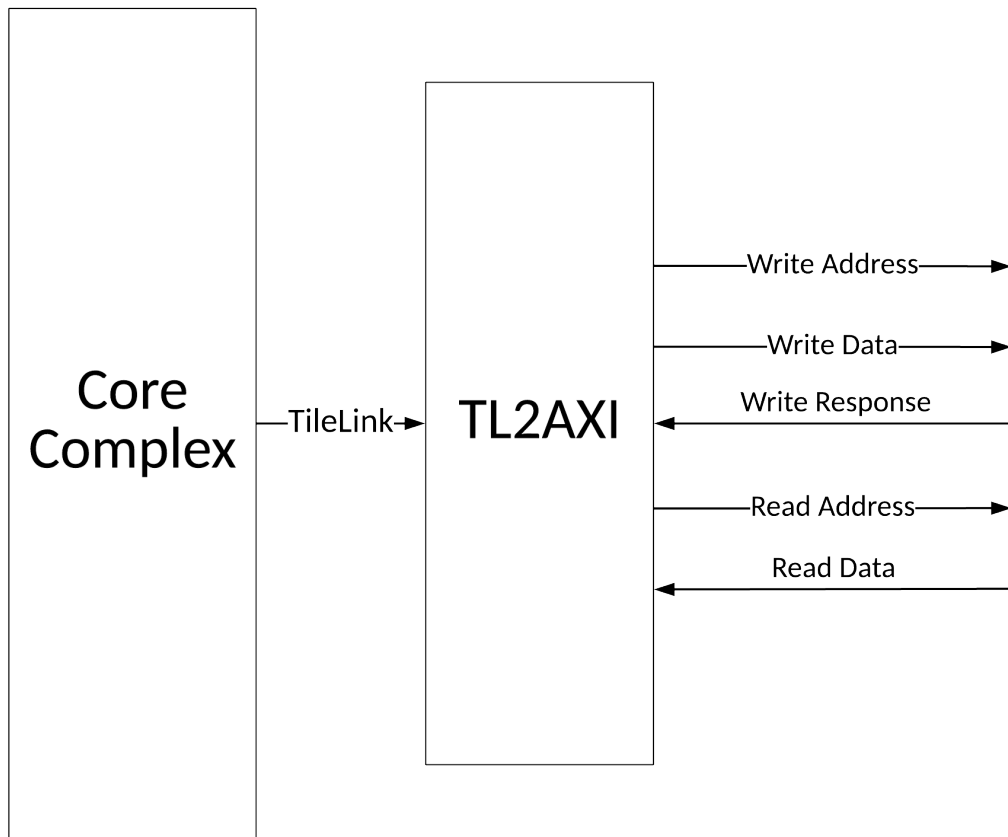 Core
Complex
TileLink
TL2AXI
Write Address
Write Data
Write Response
Read Address
Read Data